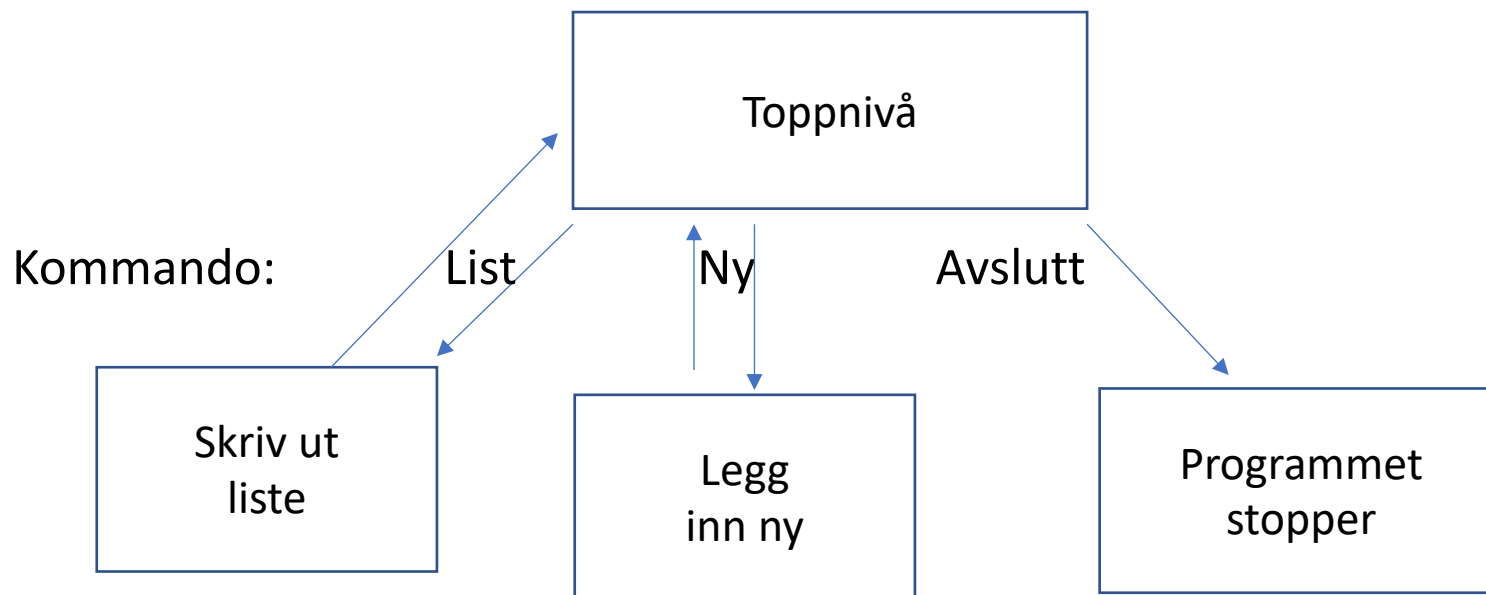 Toppnivå
Kommando: List Ny Avslutt
Skriv ut
liste
Legg
inn ny
Programmet
stopper